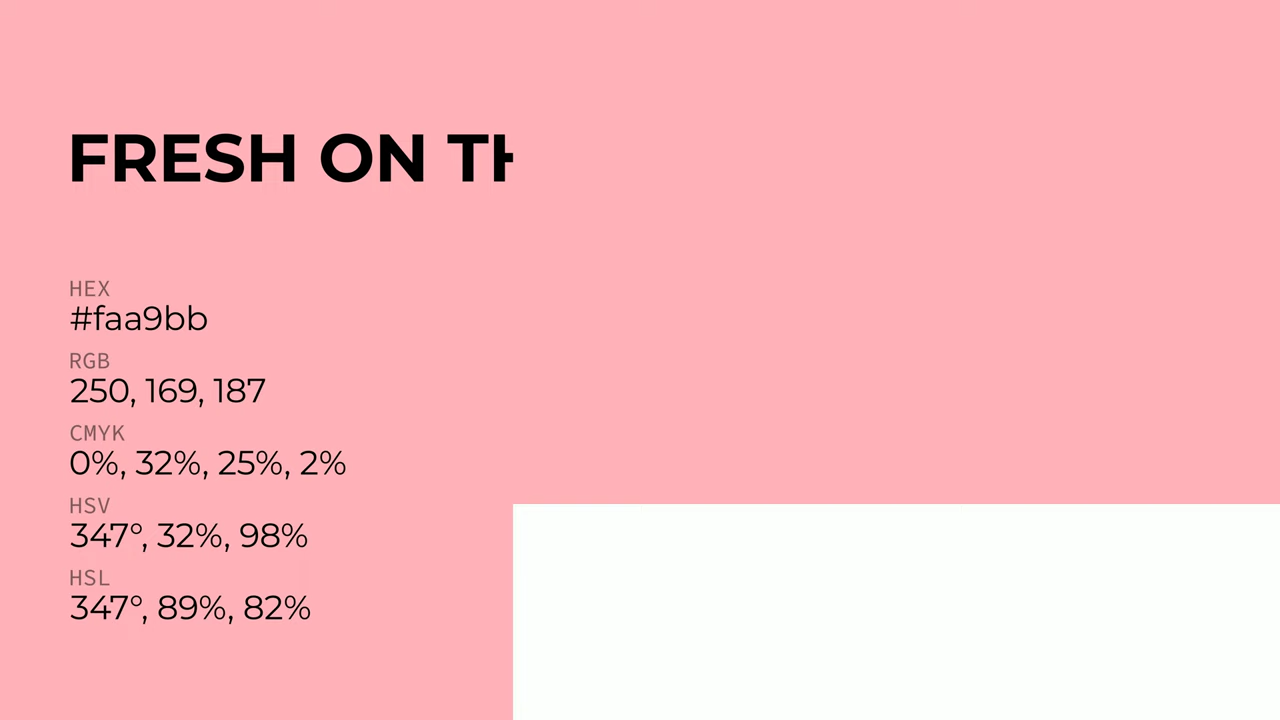 FRESH ON TH
HEX
#faa9bb
RGB
250, 169, 187
CMYK
0%, 32%, 25%, 2%
HSV
347°, 32%, 98%
HSL
347°, 89%, 82%